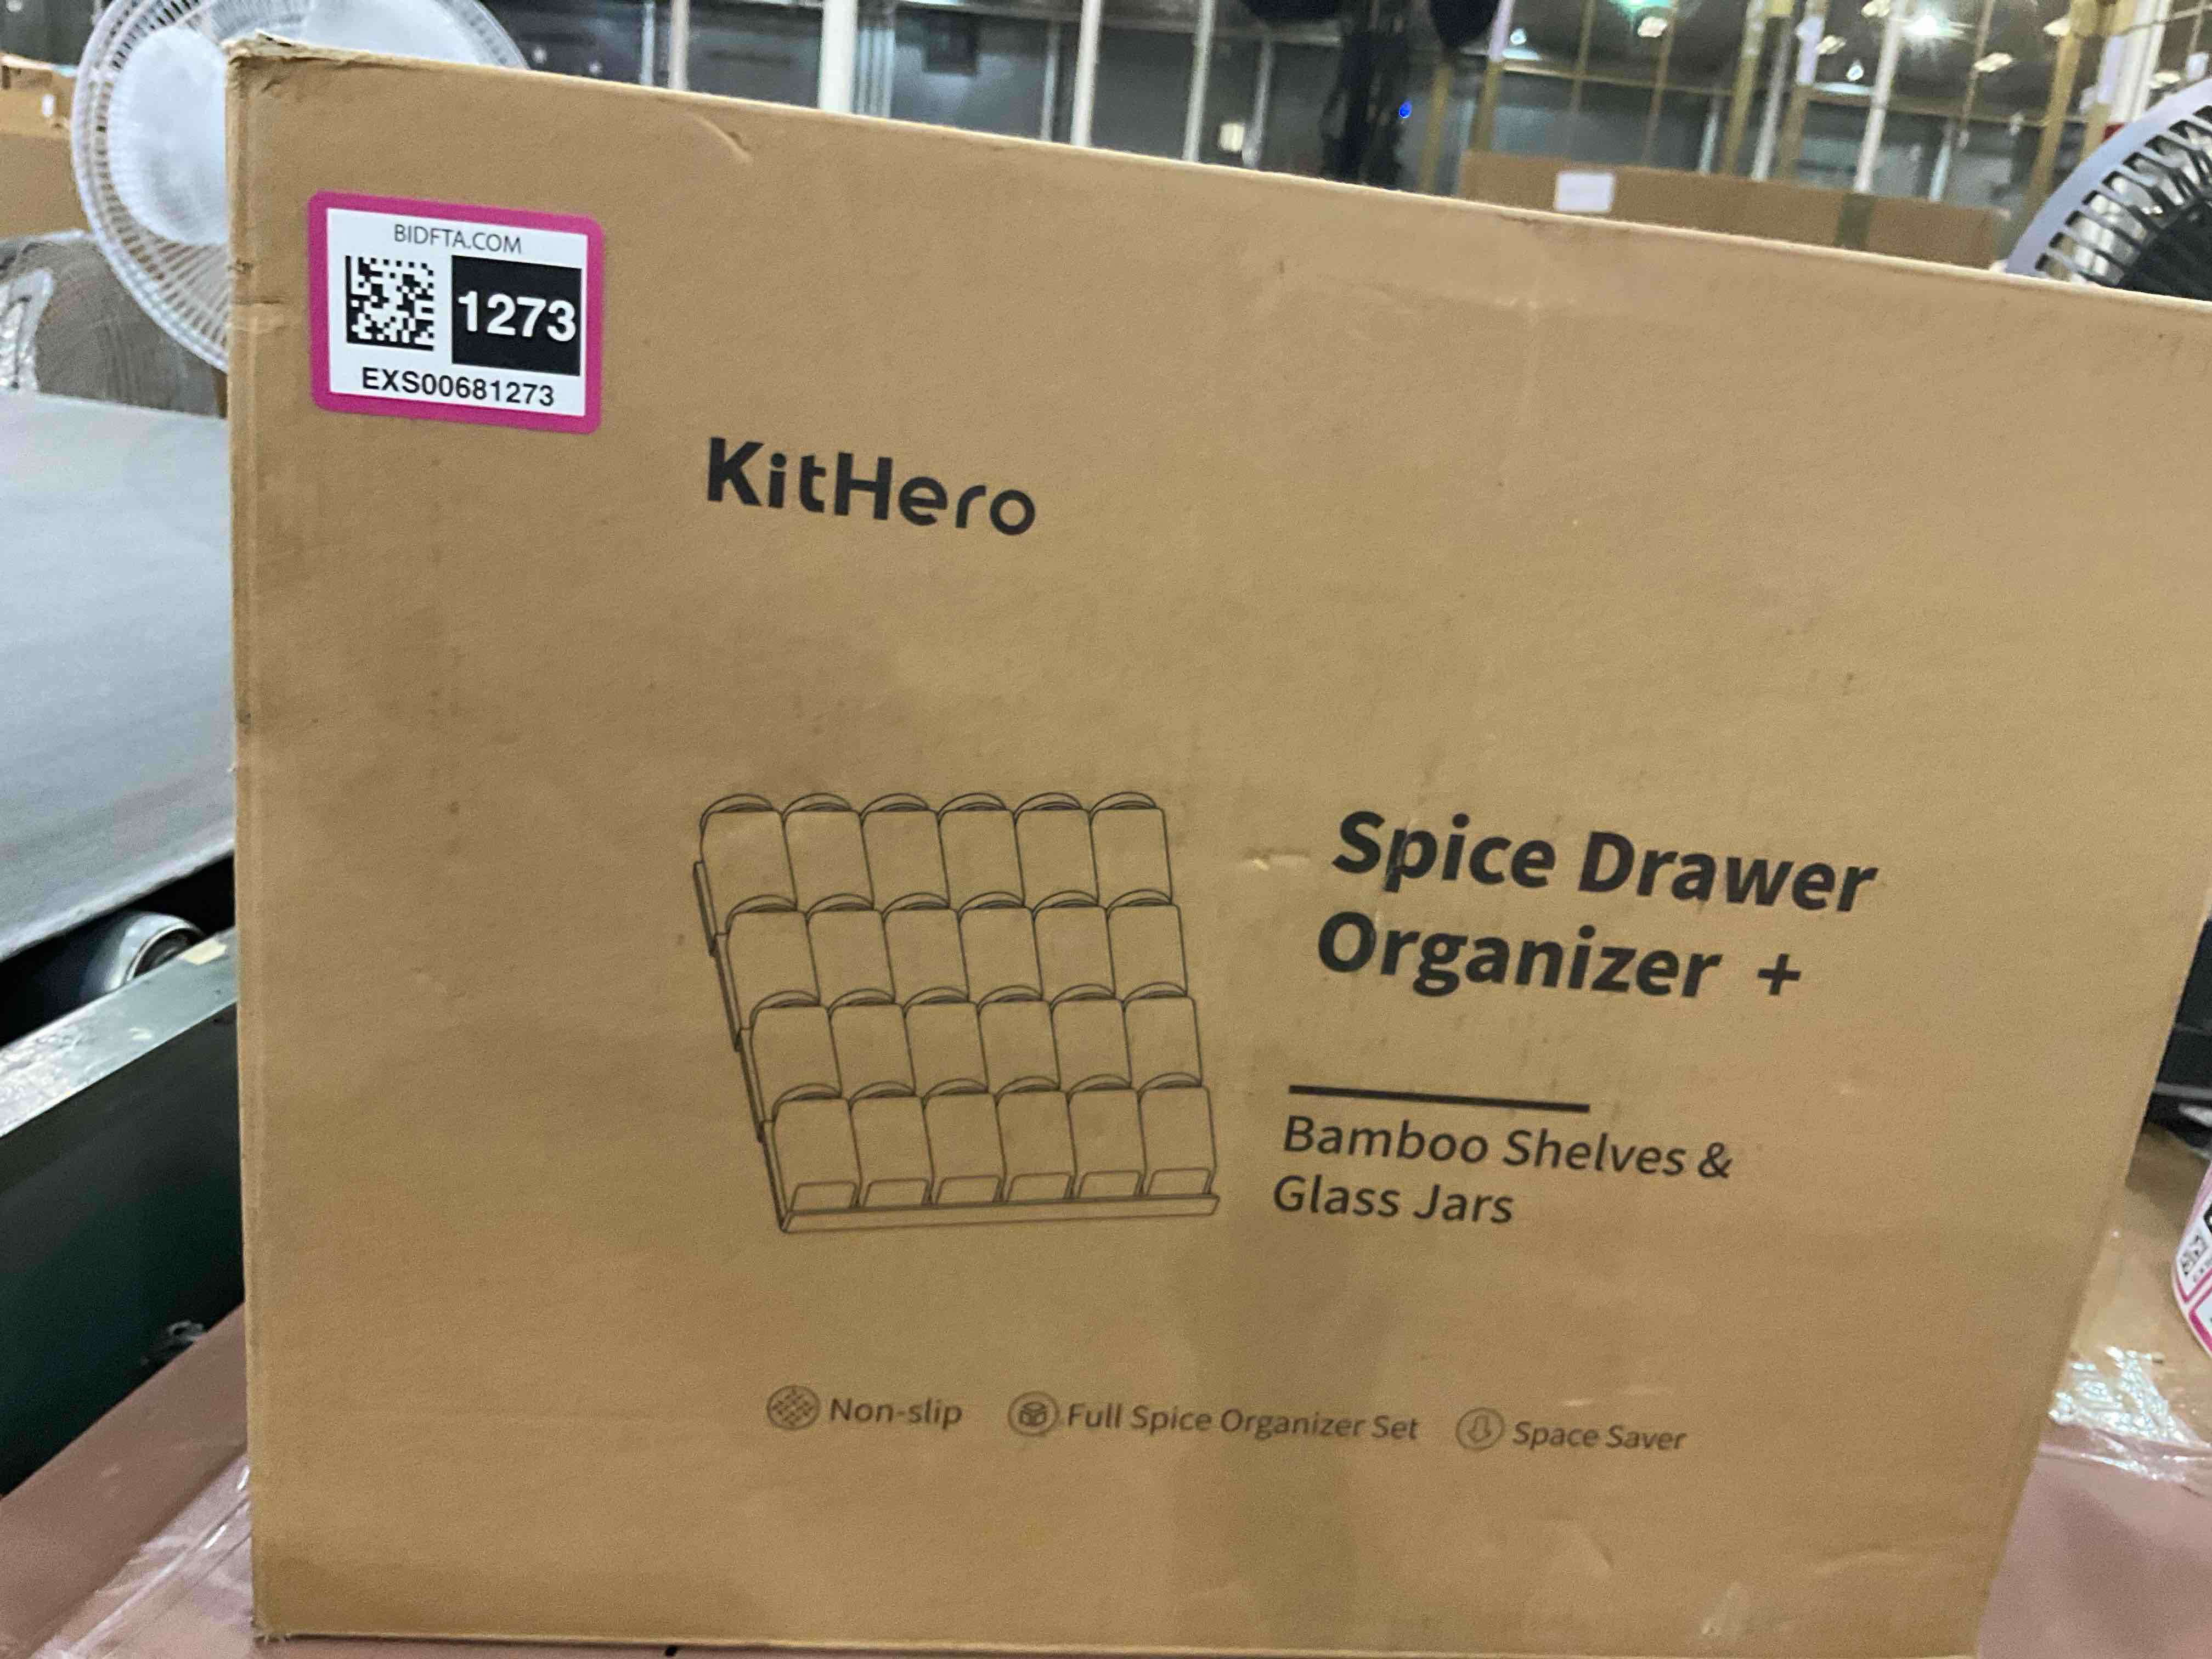 BIDFTA.COM
1273
EXS00681273
KitHero
Spice Drawer
Organizer +
Bamboo Shelves &
Glass Jars
Non-slip
Full Spice Organizer Set
Space Saver